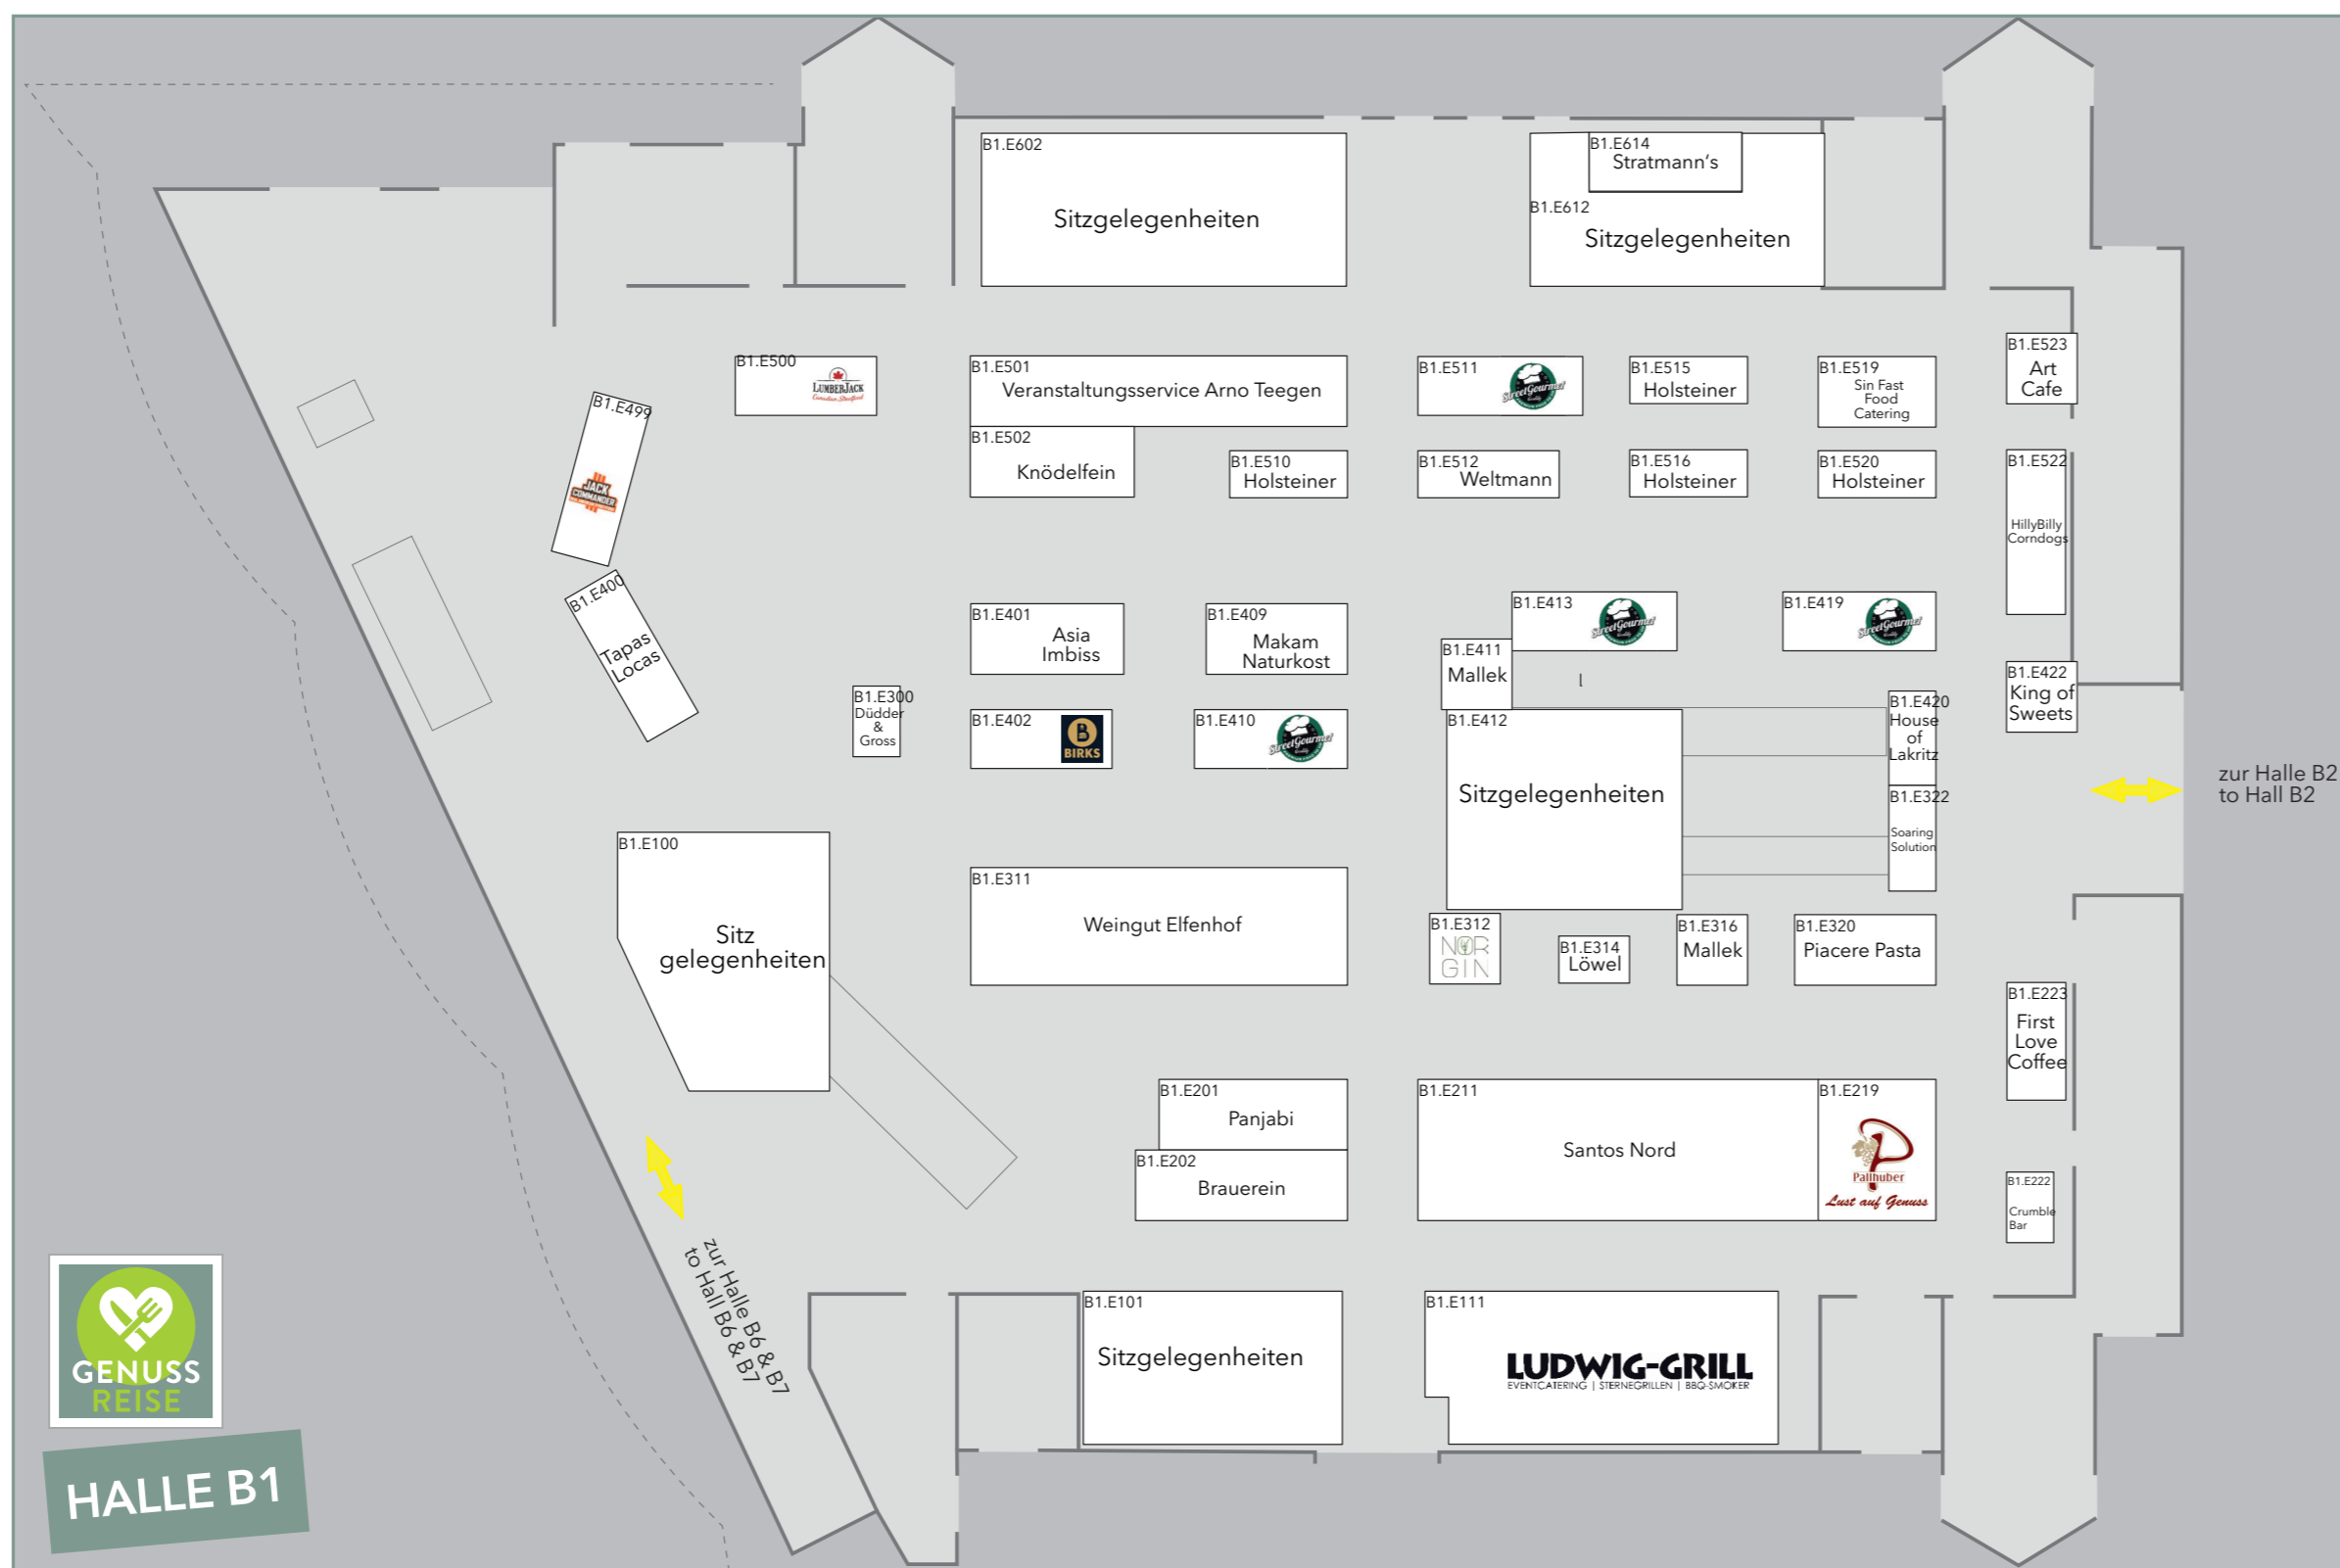 B1.E602
Sitzgelegenheiten
B1.E614
Stratmann's
B1.E612
Sitzgelegenheiten
B1.E500
LUMBERJACK
B1.E501
Veranstaltungsservice Arno Teegen
B1.E502
Knödelfein
B1.E510
Holsteiner
B1.E511
StreetGourmet
B1.E512
Weltmann
B1.E515
Holsteiner
B1.E516
Holsteiner
B1.E519
Sin Fast
Food
Catering
B1.E520
Holsteiner
B1.E523
Art
Cafe
B1.E522
HillyBilly
Corndogs
B1.E499
JACK
COMMANDER
B1.E400
Tapas
Locas
B1.E300
Düdder
&
Gross
B1.E401
Asia
Imbiss
B1.E409
Makam
Naturkost
B1.E402
B
BIRKS
B1.E410
StreetGourmet
B1.E413
StreetGourmet
B1.E419
StreetGourmet
B1.E411
Mallek
l
B1.E412
Sitzgelegenheiten
B1.E420
House
of
Lakritz
B1.E322
Soaring
Solution
B1.E422
King of
Sweets
zur Halle B2
to Hall B2
B1.E100
Sitz
gelegenheiten
B1.E311
Weingut Elfenhof
B1.E312
NOR
GIN
B1.E314
Löwel
B1.E316
Mallek
B1.E320
Piacere Pasta
B1.E223
First
Love
Coffee
B1.E201
Panjabi
B1.E202
Brauerein
B1.E211
Santos Nord
B1.E219
Pallhuber
Lust auf Genuss
B1.E222
Crumble
Bar
zur Halle B6 & B7
to Hall B6 & B7
B1.E101
Sitzgelegenheiten
B1.E111
LUDWIG-GRILL
EVENTCATERING | STERNEGRILLEN | BBQ-SMOKER
GENUSS
REISE
HALLE B1